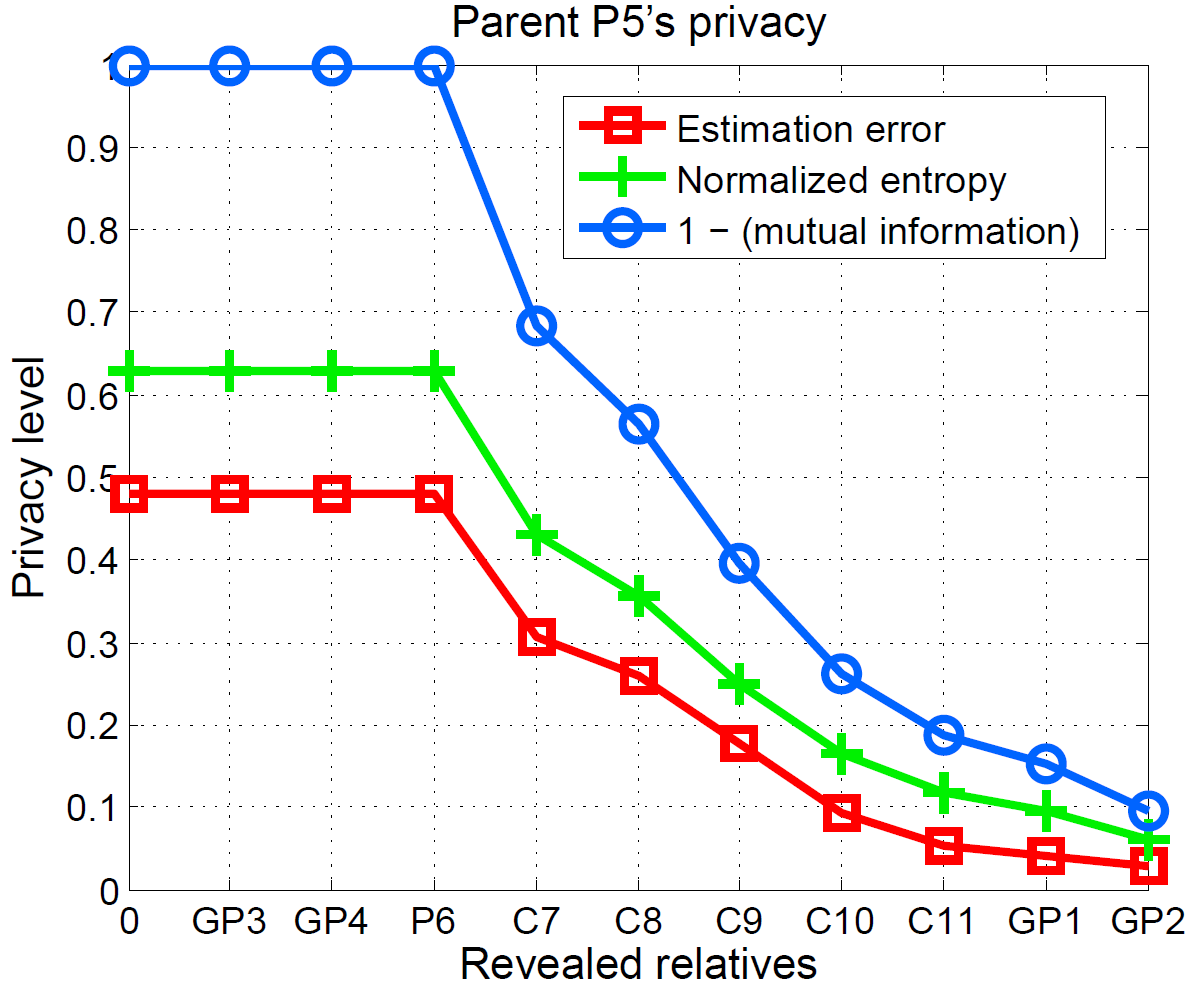 Parent P5's privacy
Estimation error
Normalized entropy
1 − (mutual information)
Privacy level
1
0.9
0.8
0.7
0.6
0.5
0.4
0.3
0.2
0.1
0
0 GP3 GP4 P6 C7 C8 C9 C10 C11 GP1 GP2
Revealed relatives